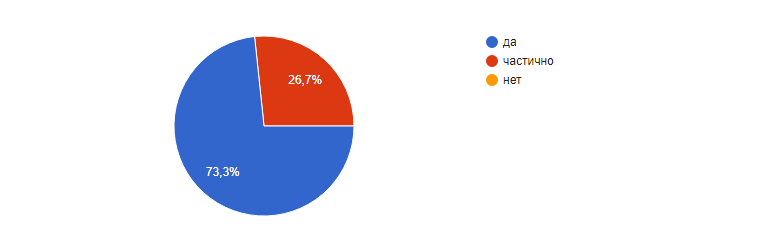 да
частично
нет
26,7%
73,3%